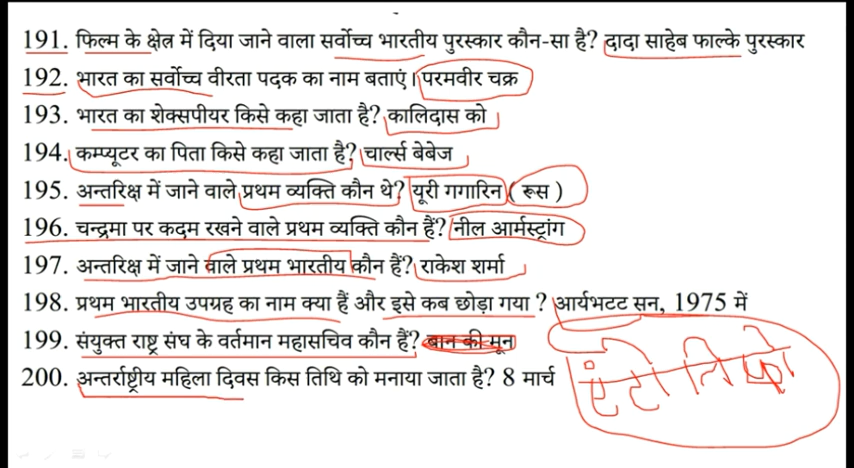 191. फिल्म के क्षेत्र में दिया जाने वाला सर्वोच्च भारतीय पुरस्कार कौन-सा है? दादा साहेब फाल्के पुरस्कार
192. भारत का सर्वोच्च वीरता पदक का नाम बताएं। परमवीर चक्र
193. भारत का शेक्सपीयर किसे कहा जाता है? कालिदास को
194. कम्प्यूटर का पिता किसे कहा जाता है? चार्ल्स बेबेज
195. अन्तरिक्ष में जाने वाले प्रथम व्यक्ति कौन थे? यूरी गगारिन ( रूस )
196. चन्द्रमा पर कदम रखने वाले प्रथम व्यक्ति कौन हैं? नील आर्मस्ट्रांग
197. अन्तरिक्ष में जाने वाले प्रथम भारतीय कौन हैं? राकेश शर्मा
198. प्रथम भारतीय उपग्रह का नाम क्या हैं और इसे कब छोड़ा गया ? आर्यभटट सन, 1975 में
199. संयुक्त राष्ट्र संघ के वर्तमान महासचिव कौन हैं? बान की मून
200. अन्तर्राष्ट्रीय महिला दिवस किस तिथि को मनाया जाता है? 8 मार्च